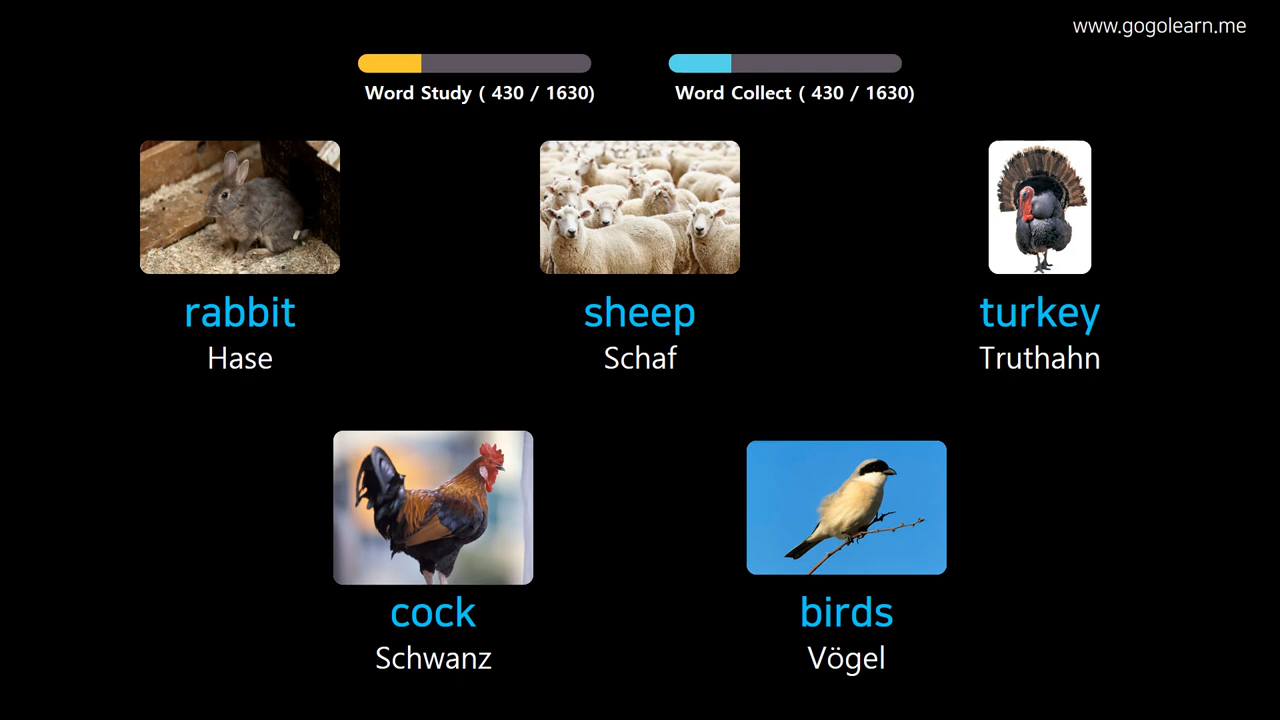 www.gogolearn.me
Word Study ( 430 / 1630)
Word Collect ( 430 / 1630)
rabbit
Hase
sheep
Schaf
turkey
Truthahn
cock
Schwanz
birds
Vögel